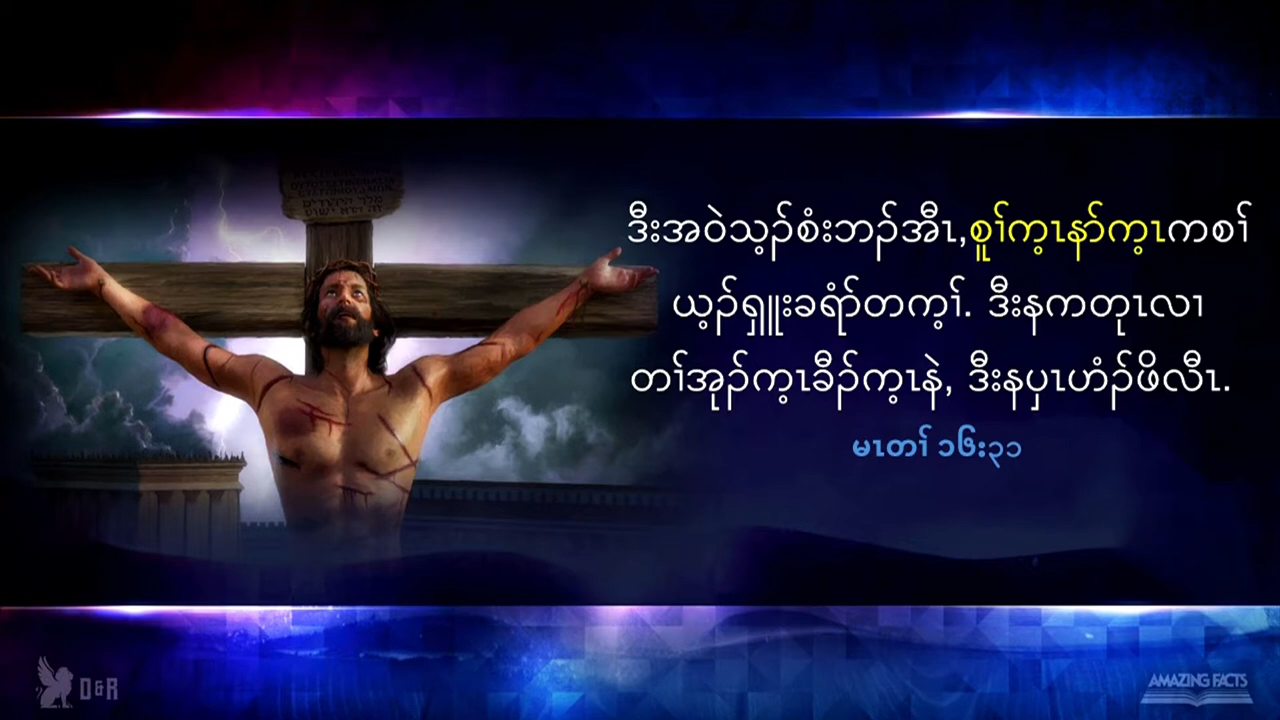 ဒီးအဝဲသ့ၣ်စံးဘၣ်အီၤ,စူၢ်က့ၤနာ်က့ၤကစၢ်
ယ့ၣ်ရှူးခရံာ်တက့ၢ်. ဒီးနကတုၤလၢ
တၢ်အုၣ်က့ၤခီၣ်က့ၤနဲ, ဒီးနပှၤဟံၣ်ဖိလီၤ.
မၤတၢ် ၁၆:၃၁
D&R
AMAZING FACTS